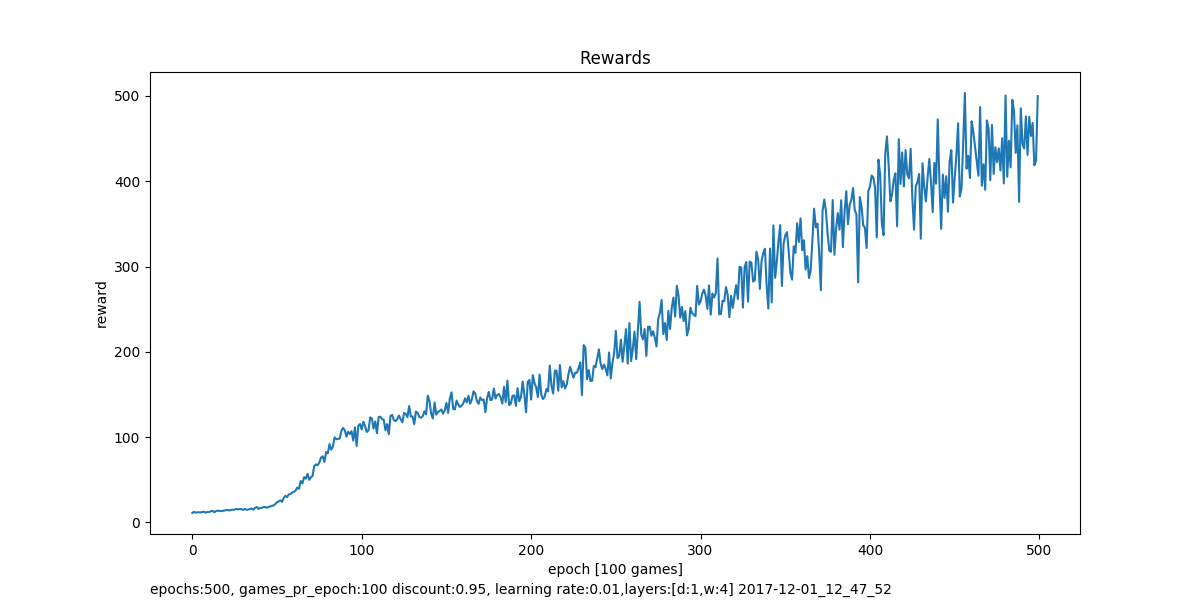 Rewards
500
400
300
200
100
0
reward
0 100 200 300 400 500
epoch [100 games]
epochs:500, games_pr_epoch:100 discount:0.95, learning rate:0.01,layers:[d:1,w:4] 2017-12-01_12_47_52